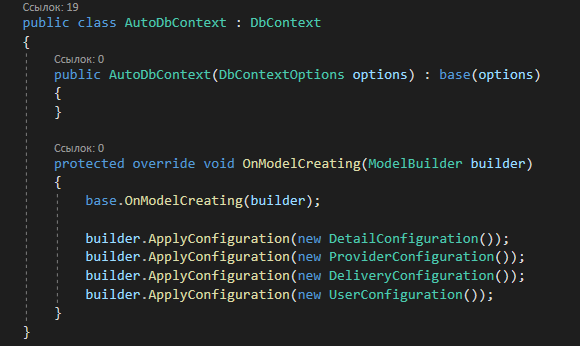 Ссылок: 19
public class AutoDbContext : DbContext
{
Ссылок: 0
public AutoDbContext(DbContextOptions options) : base(options)
{
}
Ссылок: 0
protected override void OnModelCreating(ModelBuilder builder)
{
base.OnModelCreating(builder);
builder.ApplyConfiguration(new DetailConfiguration());
builder.ApplyConfiguration(new ProviderConfiguration());
builder.ApplyConfiguration(new DeliveryConfiguration());
builder.ApplyConfiguration(new UserConfiguration());
}
}